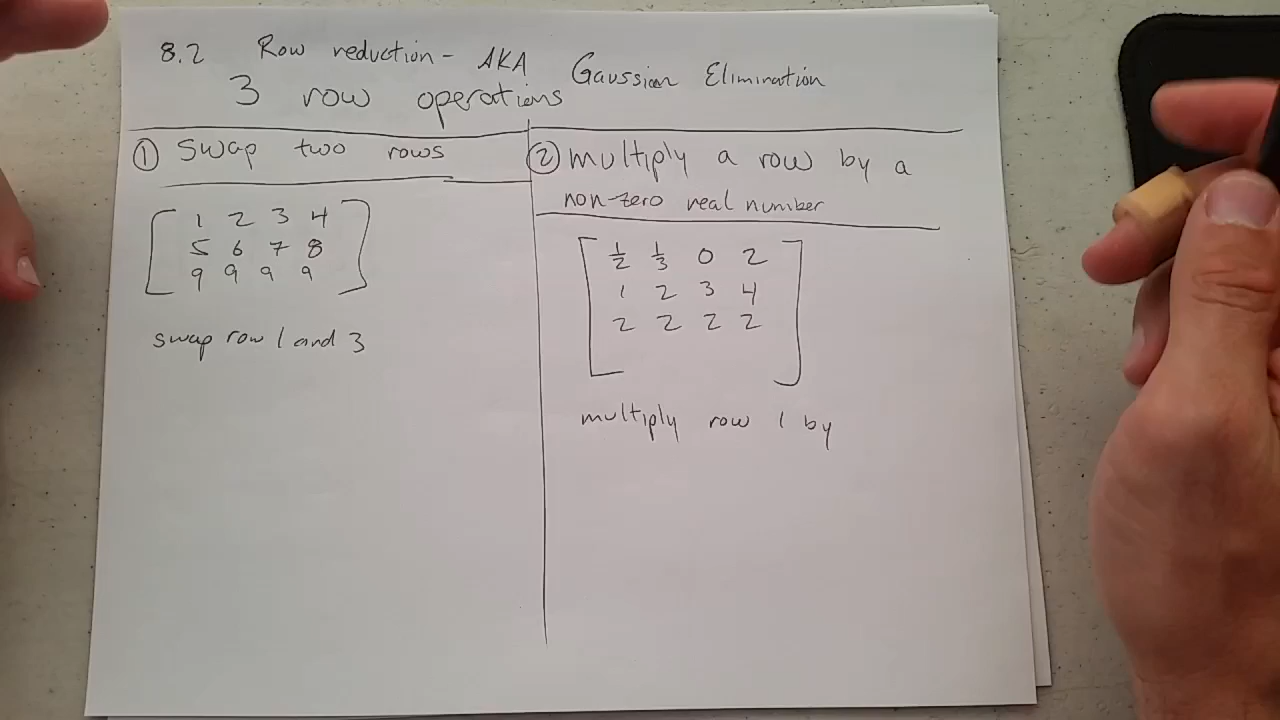 8.2 Row reduction - AKA Gaussian Elimination
3 row operations
① Swap two rows
1 2 3 4
5 6 7 8
9 9 9 9
swap row 1 and 3
② multiply a row by a
non-zero real number
1/2 1/3 0 2
1 2 3 4
2 2 2 2
multiply row 1 by